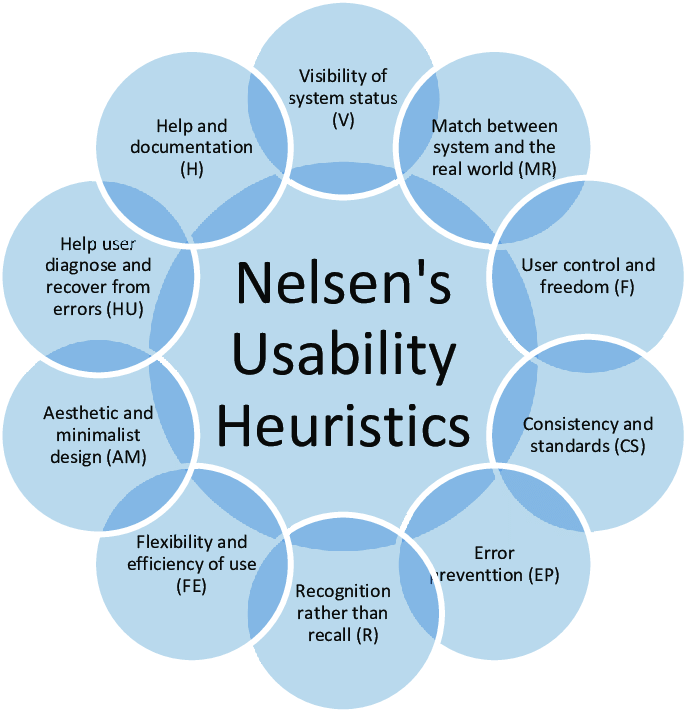 Visibility of
system status
(V)
Match between
system and the
real world (MR)
User control and
freedom (F)
Consistency and
standards (CS)
Error
preventtion (EP)
Recognition
rather than
recall (R)
Flexibility and
efficiency of use
(FE)
Aesthetic and
minimalist
design (AM)
Help user
diagnose and
recover from
errors (HU)
Help and
documentation
(H)
Nelsen's
Usability
Heuristics